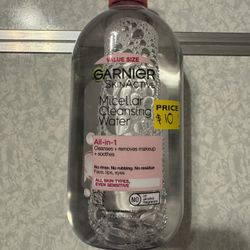 VALUE SIZE
GARNIER
SKINACTIVE
Micellar
Cleansing
Water
PRICE
$10
All-in-1
Cleanses + removes makeup
+ soothes
No rinse, No rubbing, No residue
Face, lips, eyes
ALL SKIN TYPES,
EVEN SENSITIVE
NO